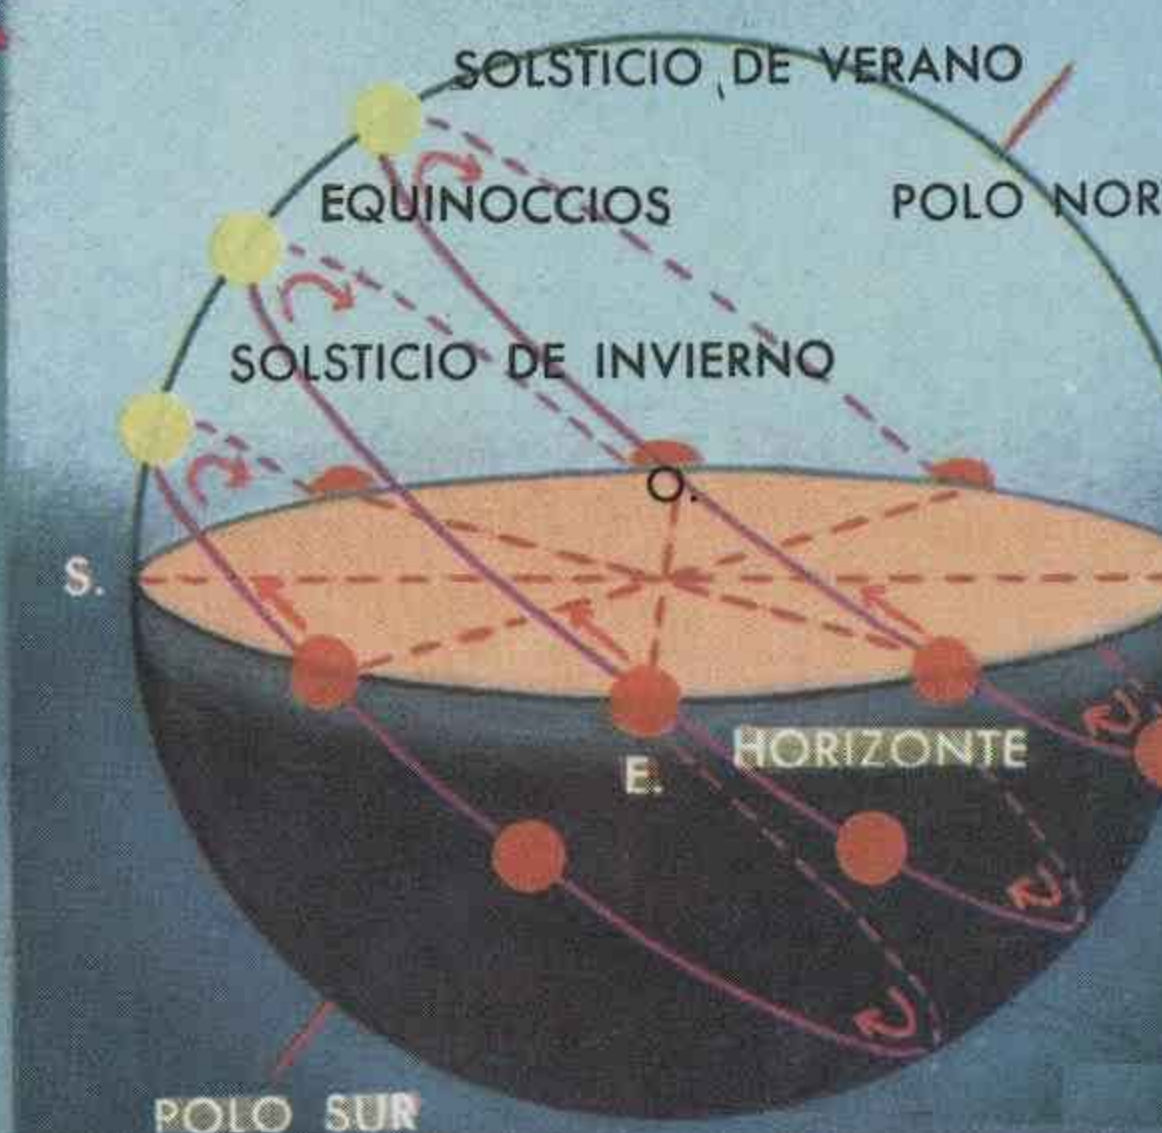 SOLSTICIO DE VERANO
EQUINOCCIOS
POLO NOR
SOLSTICIO DE INVIERNO
O.
S.
HORIZONTE
E.
POLO SUR